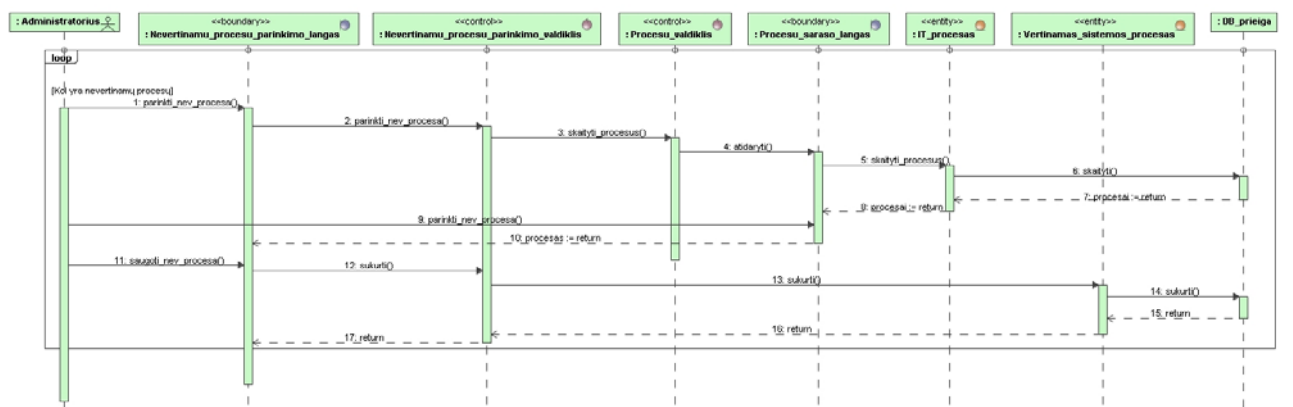 : Administratorius
<<boundary>>
: Nevertinamu_procesu_parinkimo_langas
<<control>>
: Nevertinamu_procesu_parinkimo_valdiklis
<<control>>
: Procesu_valdiklis
<<boundary>>
: Procesu_saraso_langas
<<entity>>
: IT_procesas
<<entity>>
: Vertinamas_sistemos_procesas
: DB_prieiga
loop
[Kol yra nevertinamų procesų]
1: parinkti_nev_procesa()
2: parinkti_nev_procesa()
3: skaityti_procesus()
4: atidaryti()
5: skaityti_procesus()
6: skaityti()
7: procesai := return
8: procesai := return
9: parinkti_nev_procesa()
10: procesas := return
11: saugoti_nev_procesa()
12: sukurti()
13: sukurti()
14: sukurti()
15: return
16: return
17: return